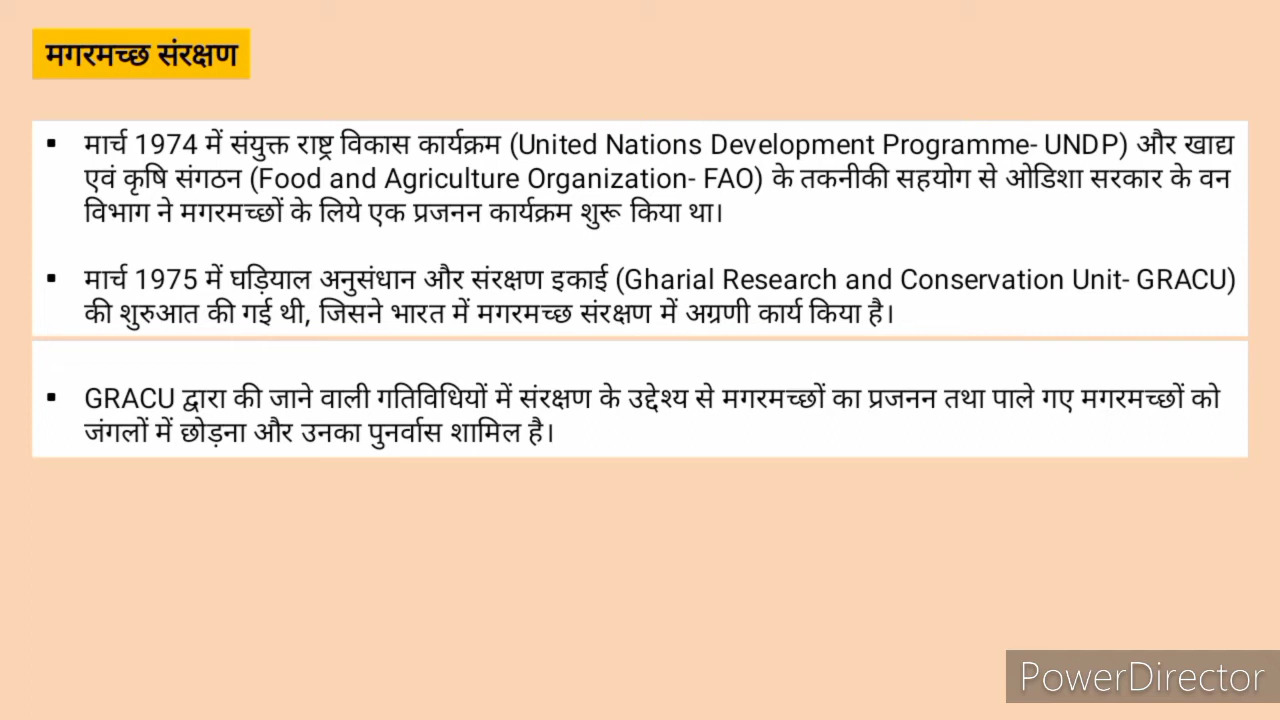 मगरमच्छ संरक्षण
▪ मार्च 1974 में संयुक्त राष्ट्र विकास कार्यक्रम (United Nations Development Programme- UNDP) और खाद्य
एवं कृषि संगठन (Food and Agriculture Organization- FAO) के तकनीकी सहयोग से ओडिशा सरकार के वन
विभाग ने मगरमच्छों के लिये एक प्रजनन कार्यक्रम शुरू किया था।
▪ मार्च 1975 में घड़ियाल अनुसंधान और संरक्षण इकाई (Gharial Research and Conservation Unit- GRACU)
की शुरुआत की गई थी, जिसने भारत में मगरमच्छ संरक्षण में अग्रणी कार्य किया है।
▪ GRACU द्वारा की जाने वाली गतिविधियों में संरक्षण के उद्देश्य से मगरमच्छों का प्रजनन तथा पाले गए मगरमच्छों को
जंगलों में छोड़ना और उनका पुनर्वास शामिल है।
PowerDirector